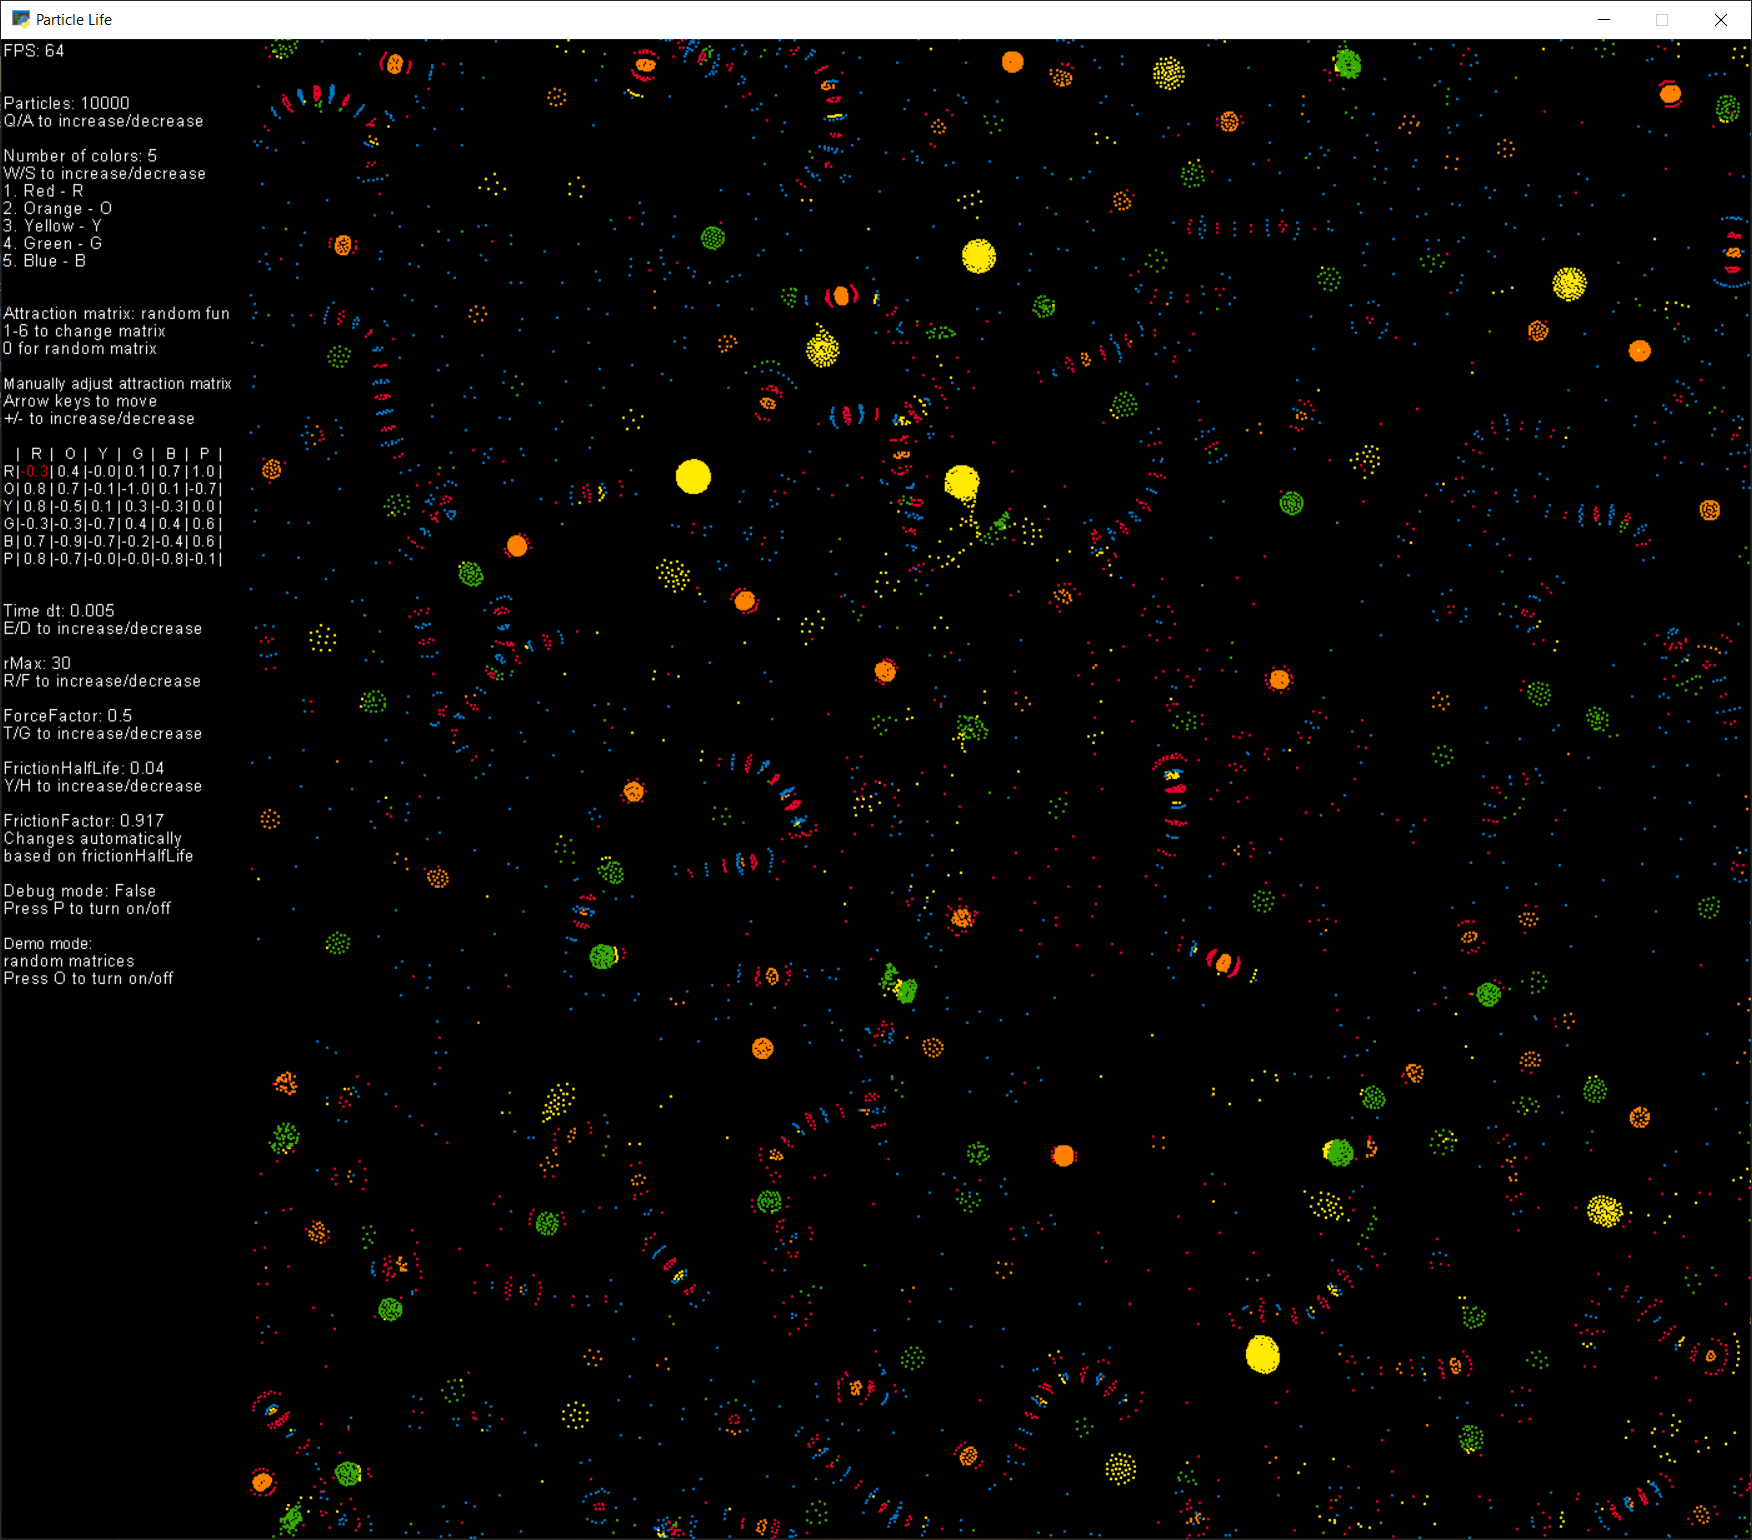 Particle Life
FPS: 64
Particles: 10000
Q/A to increase/decrease
Number of colors: 5
W/S to increase/decrease
1. Red - R
2. Orange - O
3. Yellow - Y
4. Green - G
5. Blue - B
Attraction matrix: random fun
1-6 to change matrix
0 for random matrix
Manually adjust attraction matrix
Arrow keys to move
+/- to increase/decrease
| R | O | Y | G | B | P |
R|-0.3| 0.4|-0.0| 0.1| 0.7| 1.0|
O| 0.8| 0.7|-0.1|-1.0| 0.1|-0.7|
Y| 0.8|-0.5| 0.1| 0.3|-0.3| 0.0|
G|-0.3|-0.3|-0.7| 0.4| 0.4| 0.6|
B| 0.7|-0.9|-0.7|-0.2|-0.4| 0.6|
P| 0.8|-0.7|-0.0|-0.0|-0.8|-0.1|
Time dt: 0.005
E/D to increase/decrease
rMax: 30
R/F to increase/decrease
ForceFactor: 0.5
T/G to increase/decrease
FrictionHalfLife: 0.04
Y/H to increase/decrease
FrictionFactor: 0.917
Changes automatically
based on frictionHalfLife
Debug mode: False
Press P to turn on/off
Demo mode:
random matrices
Press O to turn on/off